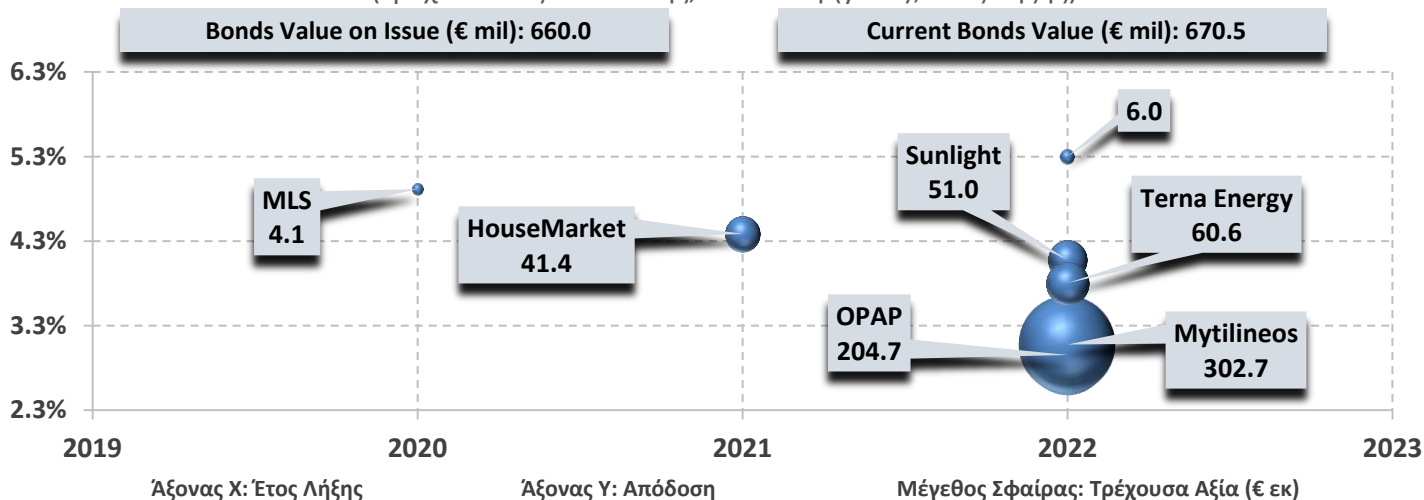 Bonds Value on Issue (€ mil): 660.0
Current Bonds Value (€ mil): 670.5
6.3%
5.3%
4.3%
3.3%
2.3%
6.0
Sunlight
51.0
MLS
4.1
HouseMarket
41.4
Terna Energy
60.6
OPAP
204.7
Mytilineos
302.7
2019
2020
2021
2022
2023
Άξονας Χ: Έτος Λήξης
Άξονας Υ: Απόδοση
Μέγεθος Σφαίρας: Τρέχουσα Αξία (€ εκ)